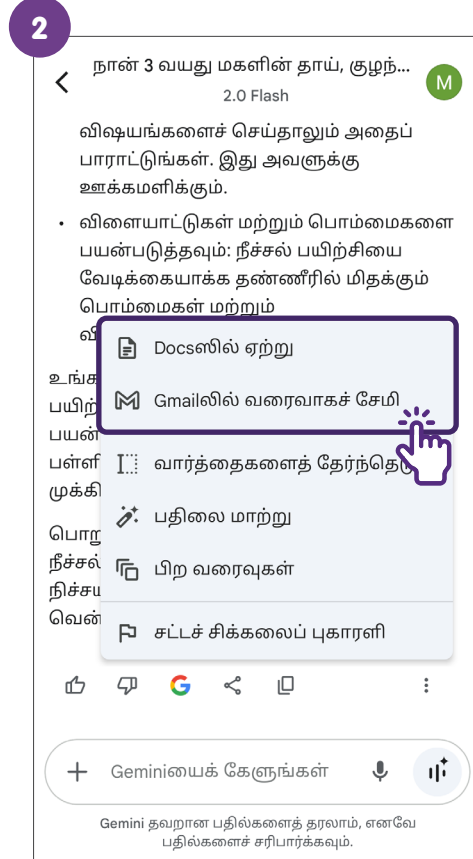 2
நான் 3 வயது மகளின் தாய், குழந்...
M
2.0 Flash
விஷயங்களைச் செய்தாலும் அதைப்
பாராட்டுங்கள். இது அவளுக்கு
ஊக்கமளிக்கும்.
• விளையாட்டுகள் மற்றும் பொம்மைகளை
பயன்படுத்தவும்: நீச்சல் பயிற்சியை
வேடிக்கையாக்க தண்ணீரில் மிதக்கும்
பொம்மைகள் மற்றும்
Docsஸில் ஏற்று
Gmailலில் வரைவாகச் சேமி
வார்த்தைகளைத்
பதிலை மாற்று
பிற வரைவுகள்
சட்டச் சிக்கலைப் புகாரளி
Geminiயைக் கேளுங்கள்
Gemini தவறான பதில்களைத் தரலாம், எனவே
பதில்களைச் சரிபார்க்கவும்.